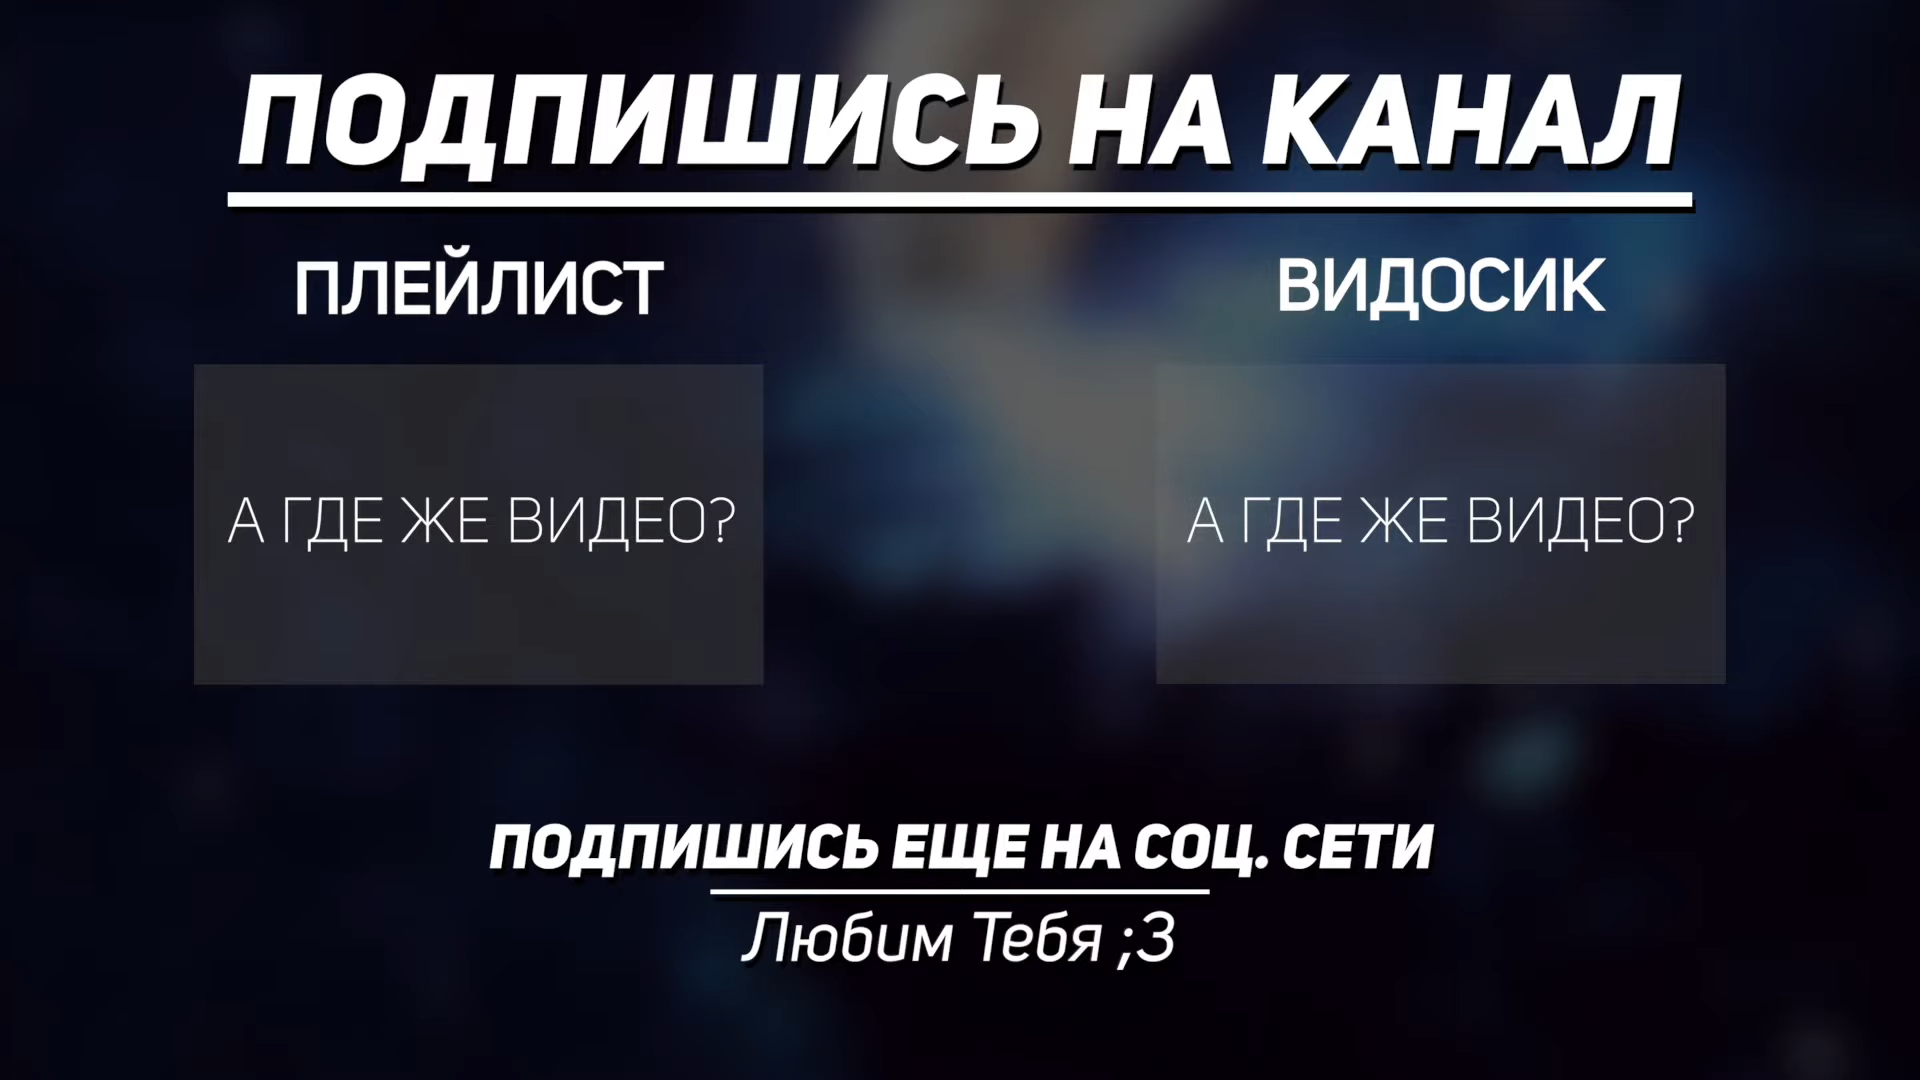 ПОДПИШИСЬ НА КАНАЛ
ПЛЕЙЛИСТ
ВИДОСИК
А ГДЕ ЖЕ ВИДЕО?
А ГДЕ ЖЕ ВИДЕО?
ПОДПИШИСЬ ЕЩЕ НА СОЦ. СЕТИ
Любим Тебя ;3